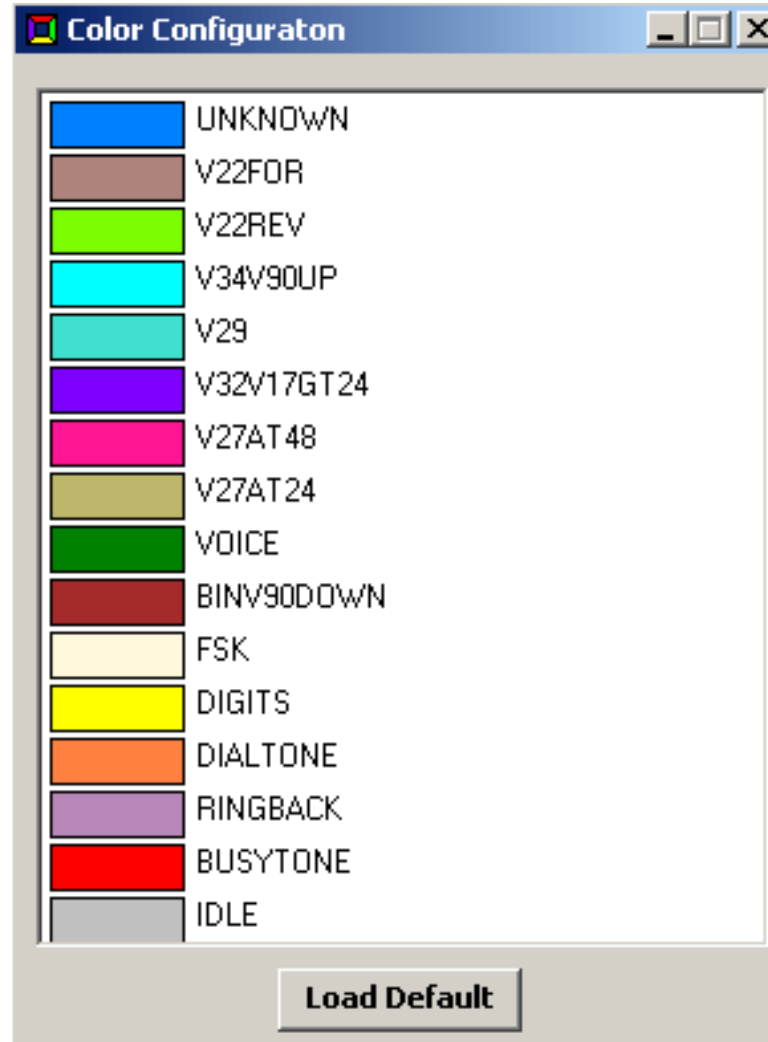 Color Configuraton
UNKNOWN
V22FOR
V22REV
V34V90UP
V29
V32V17GT24
V27AT48
V27AT24
VOICE
BINV90DOWN
FSK
DIGITS
DIALTONE
RINGBACK
BUSYTONE
IDLE
Load Default